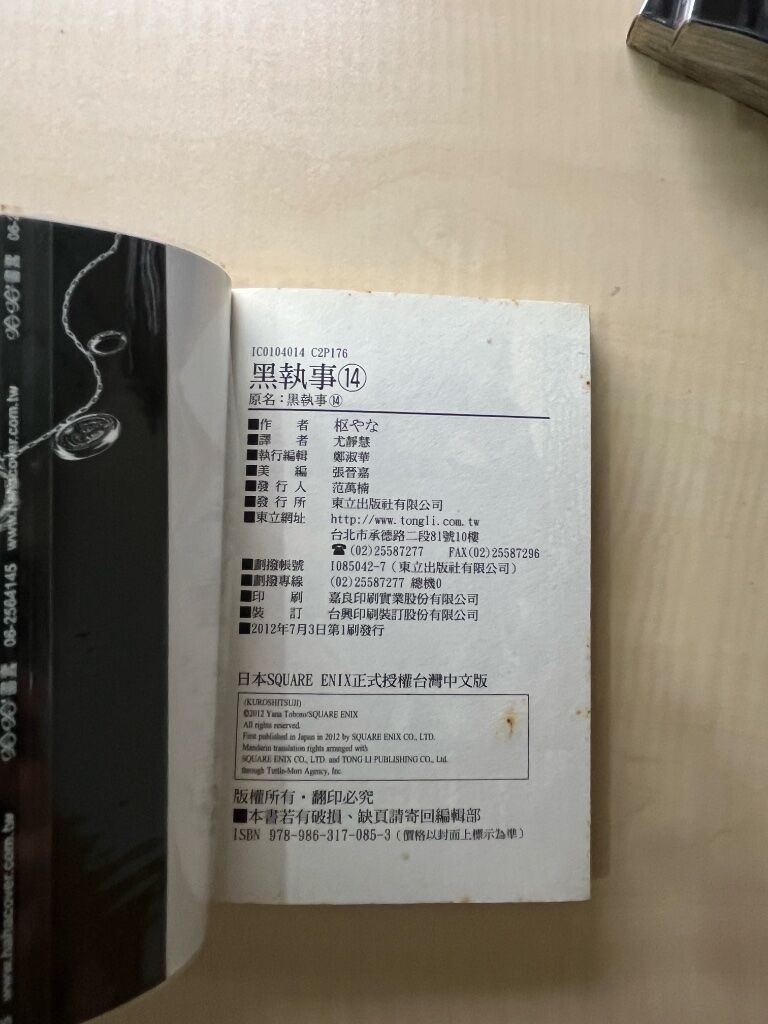 IC0104014 C2P176
黑執事⑭
原名：黑執事⑭
■作　者　枢やな
■譯　者　尤靜慧
■執行編輯　鄭淑華
■美　編　張晉嘉
■發 行 人　范萬楠
■發 行 所　東立出版社有限公司
■東立網址　http://www.tongli.com.tw
台北市承德路二段81號10樓
☎(02)25587277　FAX(02)25587296
■劃撥帳號　1085042-7（東立出版社有限公司）
■劃撥專線　(02)25587277 總機0
■印　刷　嘉良印刷實業股份有限公司
■裝　訂　台興印刷裝訂股份有限公司
■2012年7月3日第1刷發行
日本SQUARE ENIX正式授權台灣中文版
(KUROSHITSUJI)
©2012 Yana Toboso/SQUARE ENIX
All rights reserved.
First published in Japan in 2012 by SQUARE ENIX CO., LTD.
Mandarin translation rights arranged with
SQUARE ENIX CO., LTD. and TONG LI PUBLISHING CO., Ltd.
through Tuttle-Mori Agency, Inc.
版權所有・翻印必究
■本書若有破損、缺頁請寄回編輯部
ISBN 978-986-317-085-3（價格以封面上標示為準）
www.hahacover.com.tw
06-2504145
www.hahacover.com.tw
06-2